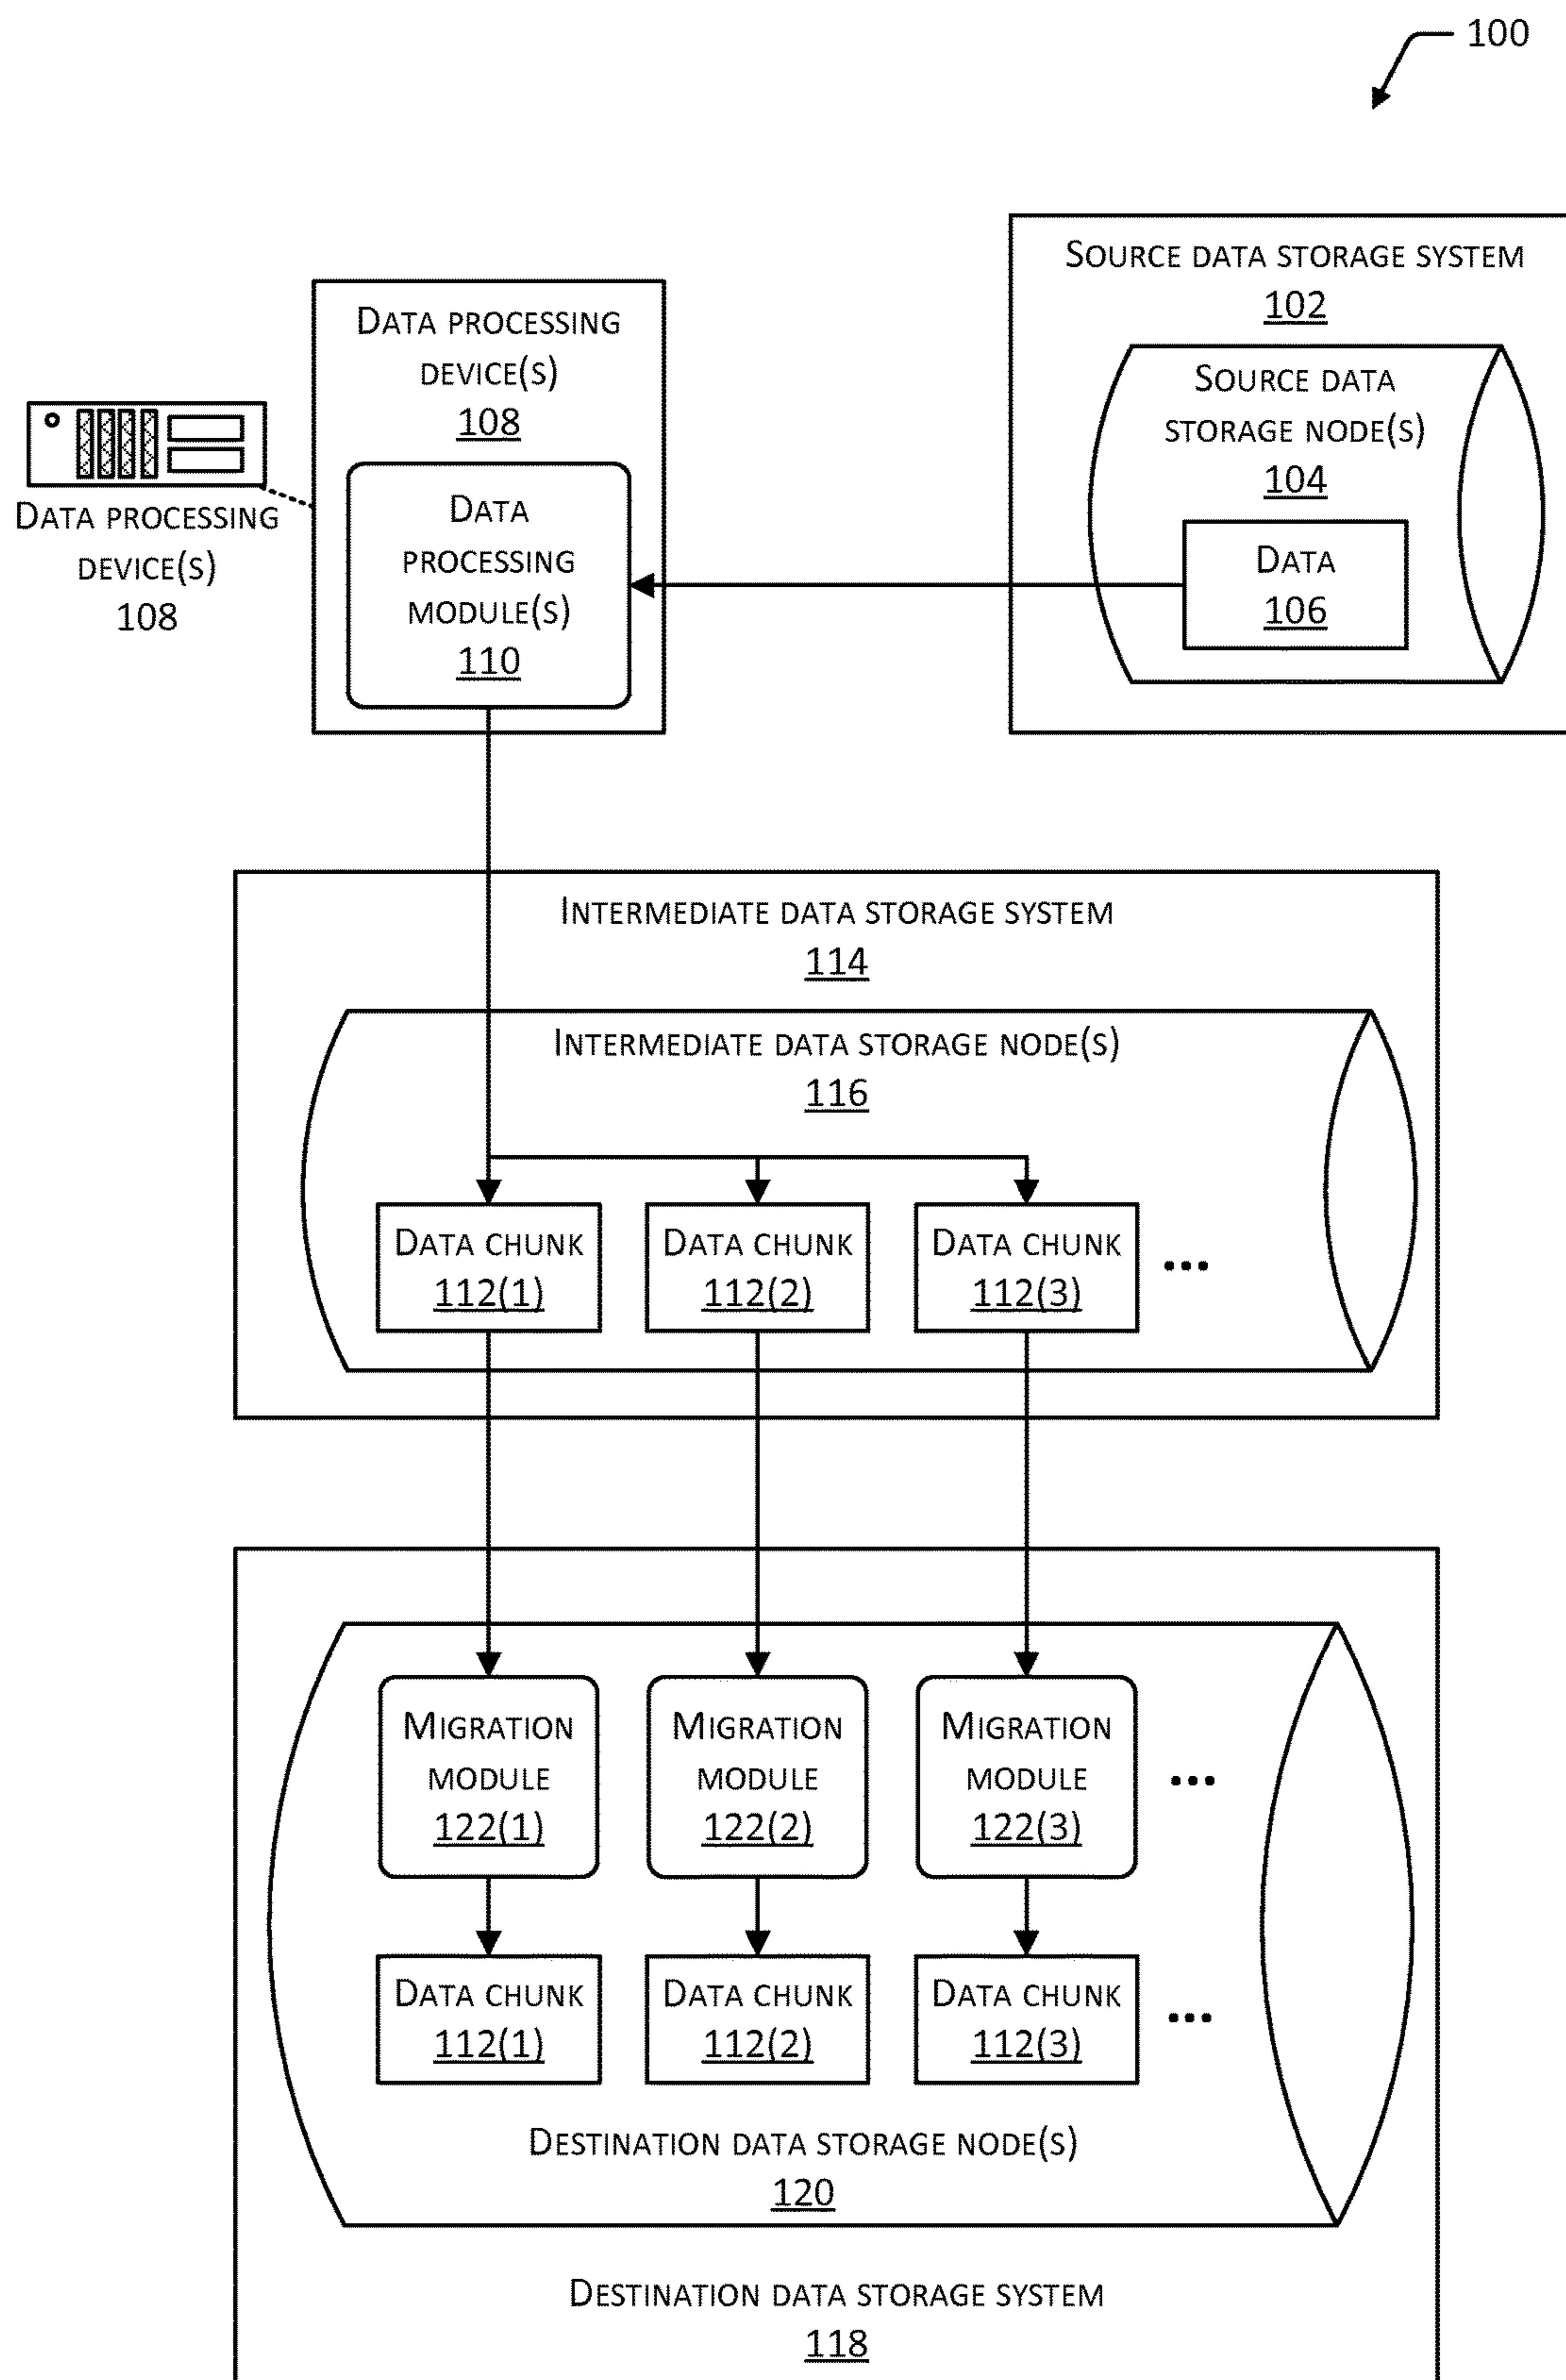 100
SOURCE DATA STORAGE SYSTEM
102
SOURCE DATA
STORAGE NODE(S)
104
DATA
106
DATA PROCESSING
DEVICE(S)
108
DATA
PROCESSING
MODULE(S)
110
DATA PROCESSING
DEVICE(S)
108
INTERMEDIATE DATA STORAGE SYSTEM
114
INTERMEDIATE DATA STORAGE NODE(S)
116
DATA CHUNK
112(1)
DATA CHUNK
112(2)
DATA CHUNK
112(3)
...
MIGRATION
MODULE
122(1)
MIGRATION
MODULE
122(2)
MIGRATION
MODULE
122(3)
...
DATA CHUNK
112(1)
DATA CHUNK
112(2)
DATA CHUNK
112(3)
...
DESTINATION DATA STORAGE NODE(S)
120
DESTINATION DATA STORAGE SYSTEM
118